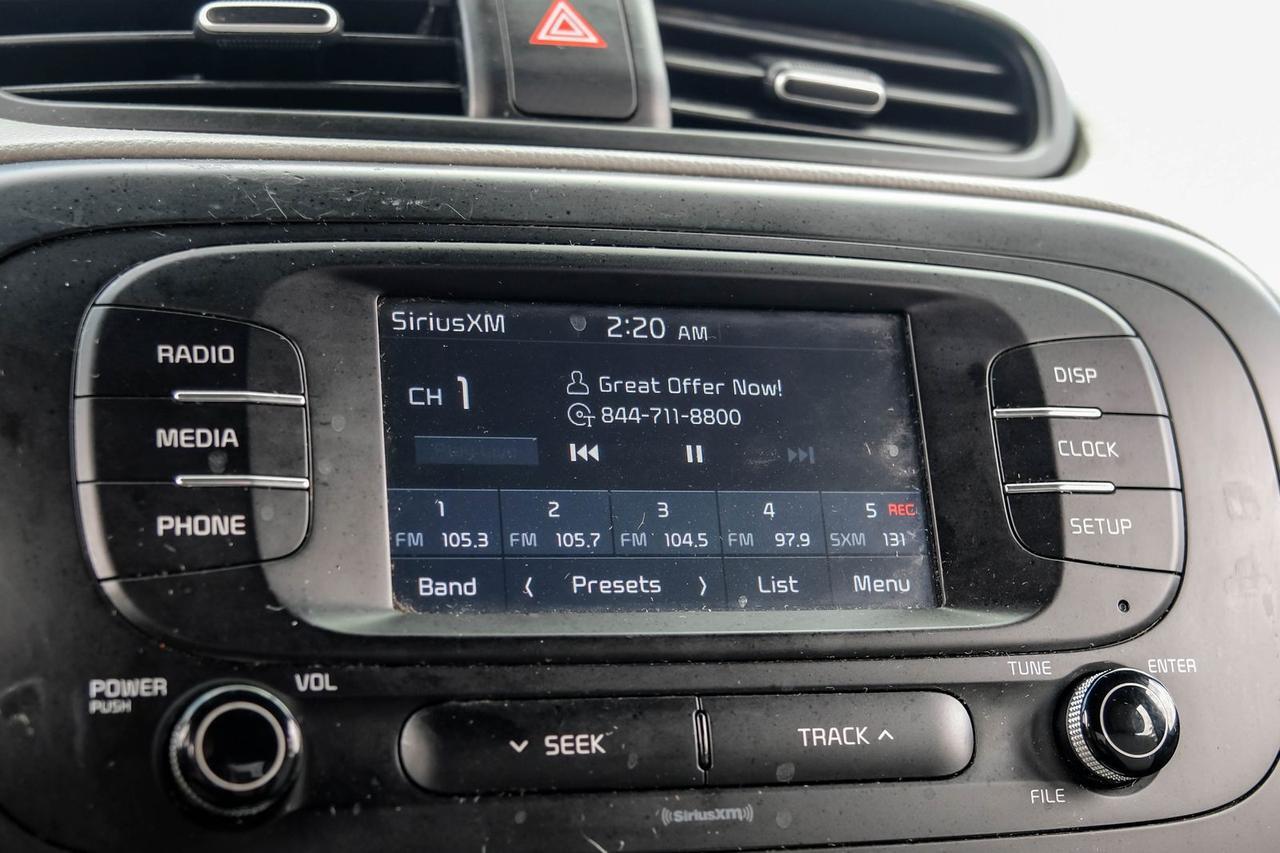 SiriusXM 2:20 AM
CH 1
Great Offer Now!
844-711-8800
1 2 3 4 5 REC
FM 105.3 FM 105.7 FM 104.5 FM 97.9 SXM 131
Band Presets List Menu
RADIO
MEDIA
PHONE
DISP
CLOCK
SETUP
POWER
PUSH
VOL
SEEK
TRACK
TUNE
ENTER
FILE
SiriusXM